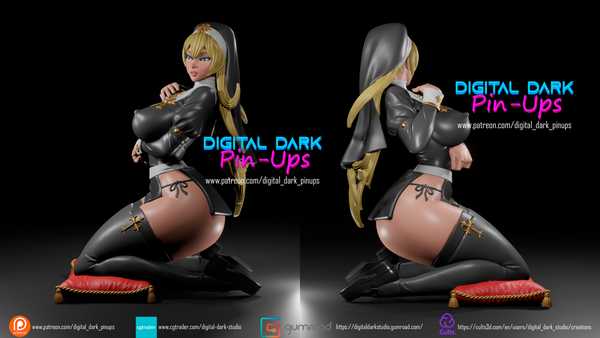 DIGITAL DARK
Pin-Ups
www.patreon.com/digital_dark_pinups
DIGITAL DARK
Pin-Ups
www.patreon.com/digital_dark_pinups
www.patreon.com/digital_dark_pinups
cgtrader
www.cgtrader.com/digital-dark-studio
gumroad
https://digitaldarkstudio.gumroad.com/
Cults
https://cults3d.com/en/users/digital_dark_studio/creations